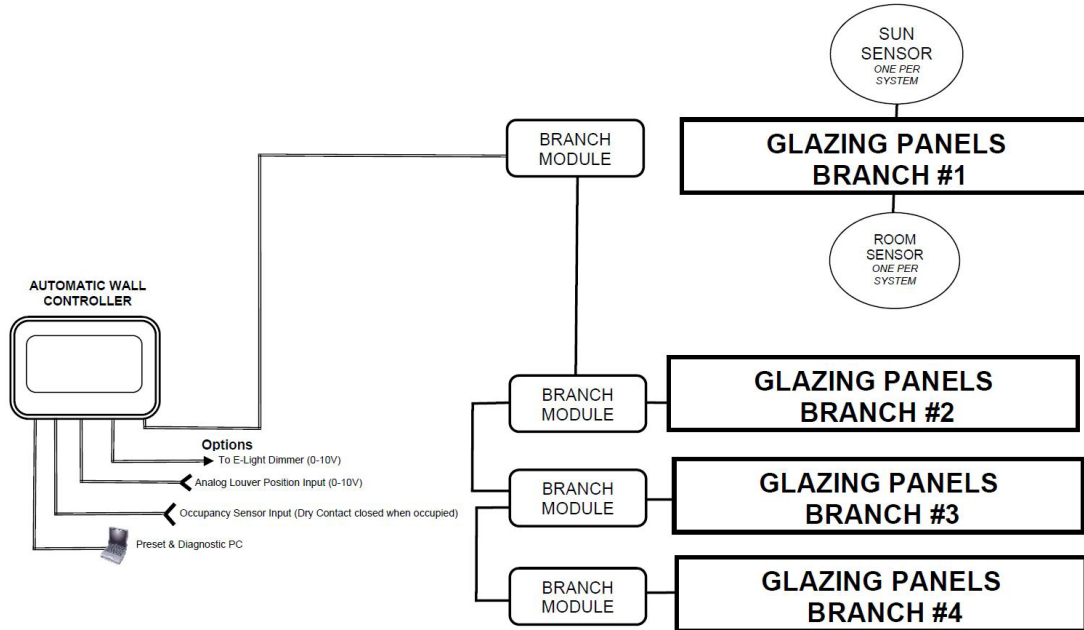 SUN
SENSOR
ONE PER
SYSTEM
BRANCH
MODULE
GLAZING PANELS
BRANCH #1
ROOM
SENSOR
ONE PER
SYSTEM
AUTOMATIC WALL
CONTROLLER
BRANCH
MODULE
GLAZING PANELS
BRANCH #2
Options
To E-Light Dimmer (0-10V)
Analog Louver Position Input (0-10V)
Occupancy Sensor Input (Dry Contact closed when occupied)
Preset & Diagnostic PC
BRANCH
MODULE
GLAZING PANELS
BRANCH #3
BRANCH
MODULE
GLAZING PANELS
BRANCH #4